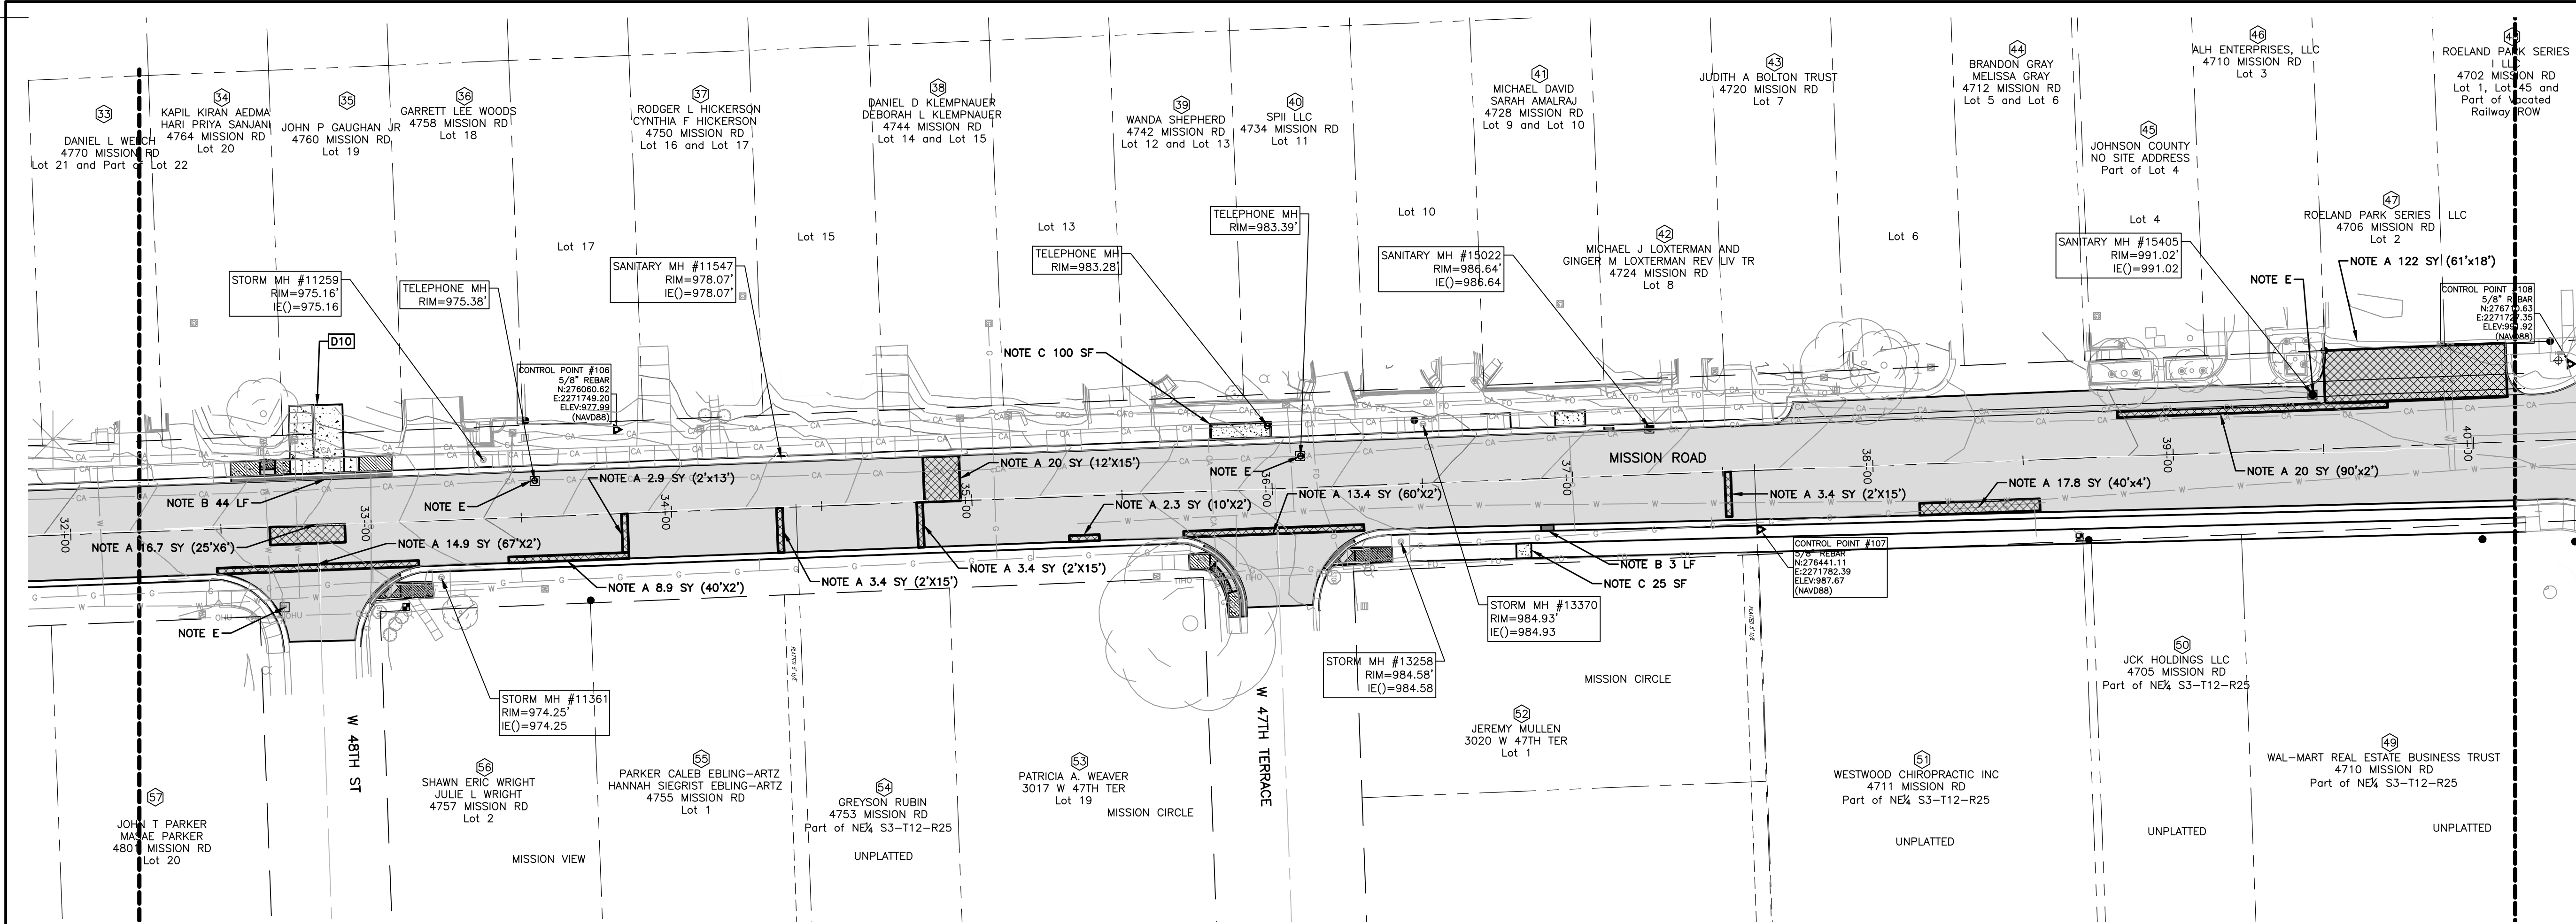 33
DANIEL L WELCH
4770 MISSION RD
Lot 21 and Part of Lot 22
34
KAPIL KIRAN AEDMA
HARI PRIYA SANJANI
4764 MISSION RD
Lot 20
35
JOHN P GAUGHAN JR
4760 MISSION RD
Lot 19
36
GARRETT LEE WOODS
4758 MISSION RD
Lot 18
37
RODGER L HICKERSON
CYNTHIA F HICKERSON
4750 MISSION RD
Lot 16 and Lot 17
38
DANIEL D KLEMPNAUER
DEBORAH L KLEMPNAUER
4744 MISSION RD
Lot 14 and Lot 15
39
WANDA SHEPHERD
4742 MISSION RD
Lot 12 and Lot 13
40
SPII LLC
4734 MISSION RD
Lot 11
41
MICHAEL DAVID
SARAH AMALRAJ
4728 MISSION RD
Lot 9 and Lot 10
43
JUDITH A BOLTON TRUST
4720 MISSION RD
Lot 7
44
BRANDON GRAY
MELISSA GRAY
4712 MISSION RD
Lot 5 and Lot 6
45
JOHNSON COUNTY
NO SITE ADDRESS
Part of Lot 4
46
ALH ENTERPRISES, LLC
4710 MISSION RD
Lot 3
ROELAND PARK SERIES
I LLC
4702 MISSION RD
Lot 1, Lot 45 and
Part of Vacated
Railway ROW
47
ROELAND PARK SERIES I LLC
4706 MISSION RD
Lot 2
42
MICHAEL J LOXTERMAN AND
GINGER M LOXTERMAN REV LIV TR
4724 MISSION RD
Lot 8
Lot 17
Lot 15
Lot 13
Lot 10
Lot 6
Lot 4
STORM MH #11259
RIM=975.16'
IE()=975.16
TELEPHONE MH
RIM=975.38'
SANITARY MH #11547
RIM=978.07'
IE()=978.07'
TELEPHONE MH
RIM=983.28'
TELEPHONE MH
RIM=983.39'
SANITARY MH #15022
RIM=986.64'
IE()=986.64
SANITARY MH #15405
RIM=991.02'
IE()=991.02
NOTE E
NOTE A 122 SY (61'x18')
CONTROL POINT #108
5/8" REBAR
ELEV:991.92
(NAVD88)
D10
CONTROL POINT #106
5/8" REBAR
N:276060.62
E:2271749.20
ELEV:977.99
(NAVD88)
NOTE C 100 SF
NOTE B 44 LF
NOTE E
NOTE A 2.9 SY (2'x13')
NOTE A 20 SY (12'X15')
NOTE E
MISSION ROAD
NOTE A 20 SY (90'x2')
32+00
33+00
34+00
35+00
36+00
37+00
38+00
39+00
40+00
NOTE A 16.7 SY (25'X6')
NOTE A 14.9 SY (67'X2')
NOTE A 8.9 SY (40'X2')
NOTE A 3.4 SY (2'X15')
NOTE A 3.4 SY (2'X15')
NOTE A 2.3 SY (10'X2')
NOTE A 13.4 SY (60'X2')
NOTE A 3.4 SY (2'X15')
NOTE A 17.8 SY (40'x4')
NOTE B 3 LF
NOTE C 25 SF
NOTE E
CONTROL POINT #107
5/8" REBAR
N:276441.11
E:2271782.39
ELEV:987.67
(NAVD88)
STORM MH #13370
RIM=984.93'
IE()=984.93
STORM MH #13258
RIM=984.58'
IE()=984.58
STORM MH #11361
RIM=974.25'
IE()=974.25
W 48TH ST
W 47TH TERRACE
PLATTED 5' U/E
PLATTED 5' U/E
57
JOHN T PARKER
MASAE PARKER
4801 MISSION RD
Lot 20
56
SHAWN ERIC WRIGHT
JULIE L WRIGHT
4757 MISSION RD
Lot 2
MISSION VIEW
55
PARKER CALEB EBLING-ARTZ
HANNAH SIEGRIST EBLING-ARTZ
4755 MISSION RD
Lot 1
54
GREYSON RUBIN
4753 MISSION RD
Part of NE¼ S3-T12-R25
UNPLATTED
53
PATRICIA A. WEAVER
3017 W 47TH TER
Lot 19
MISSION CIRCLE
MISSION CIRCLE
52
JEREMY MULLEN
3020 W 47TH TER
Lot 1
51
WESTWOOD CHIROPRACTIC INC
4711 MISSION RD
Part of NE¼ S3-T12-R25
UNPLATTED
50
JCK HOLDINGS LLC
4705 MISSION RD
Part of NE¼ S3-T12-R25
UNPLATTED
49
WAL-MART REAL ESTATE BUSINESS TRUST
4710 MISSION RD
Part of NE¼ S3-T12-R25
UNPLATTED